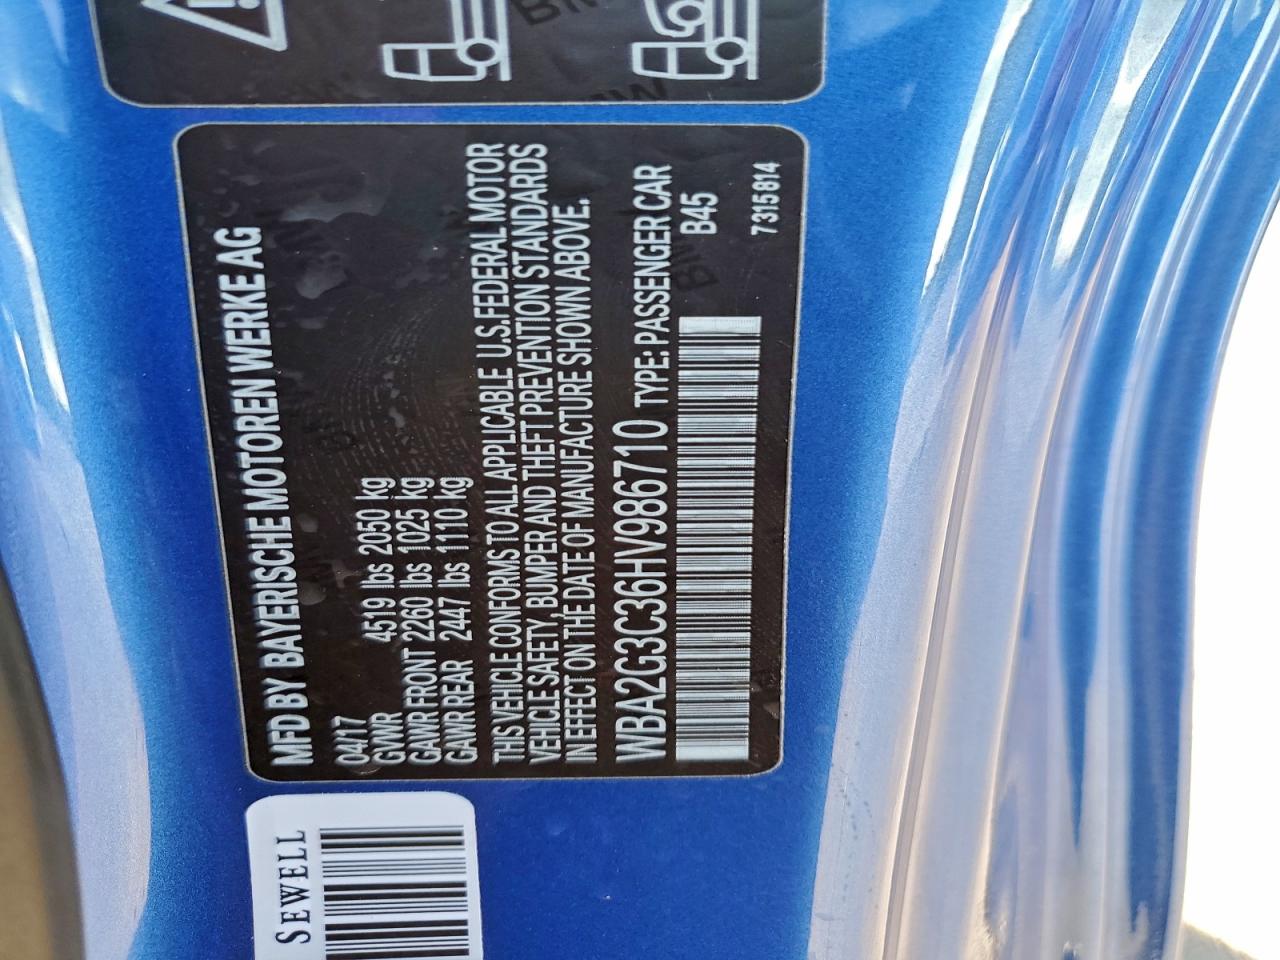 MFD BY BAYERISCHE MOTOREN WERKE AG
04/17
GVWR 4519 lbs 2050 kg
GAWR FRONT 2260 lbs 1025 kg
GAWR REAR 2447 lbs 1110 kg
THIS VEHICLE CONFORMS TO ALL APPLICABLE U.S.FEDERAL MOTOR
VEHICLE SAFETY, BUMPER AND THEFT PREVENTION STANDARDS
IN EFFECT ON THE DATE OF MANUFACTURE SHOWN ABOVE.
WBA2G3C36HV986710 TYPE: PASSENGER CAR
B45
7315814
SEWELL